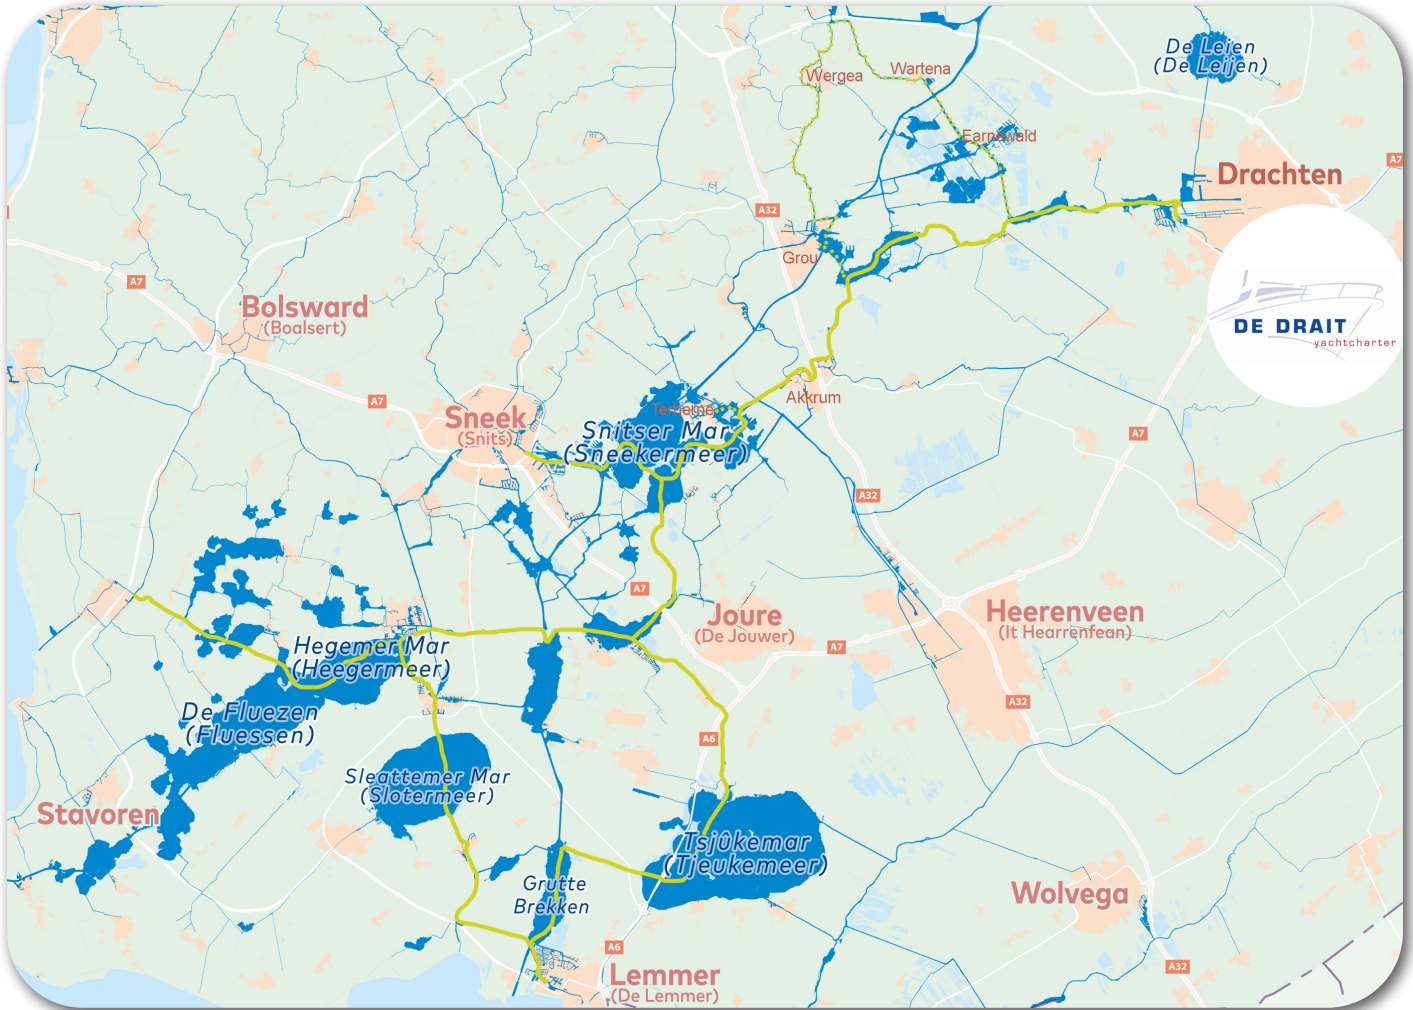 De Leien
(De Leijen)
Wergea
Wartena
Earnewald
Drachten
A7
A32
Grou
A7
Bolsward
(Boalsert)
DE DRAIT
yachtcharter
A7
Akkrum
Terherne
Sneek
(Snits)
Snitser Mar
(Sneekermeer)
A7
A32
A7
Joure
(De Jouwer)
Heerenveen
(It Hearrenfean)
A7
Hegemer Mar
(Heegermeer)
A32
De Fluezen
(Fluessen)
A6
Sleattemer Mar
(Slotermeer)
Stavoren
Tsjûkemar
(Tjeukemeer)
Grutte
Brekken
Wolvega
A6
A32
Lemmer
(De Lemmer)